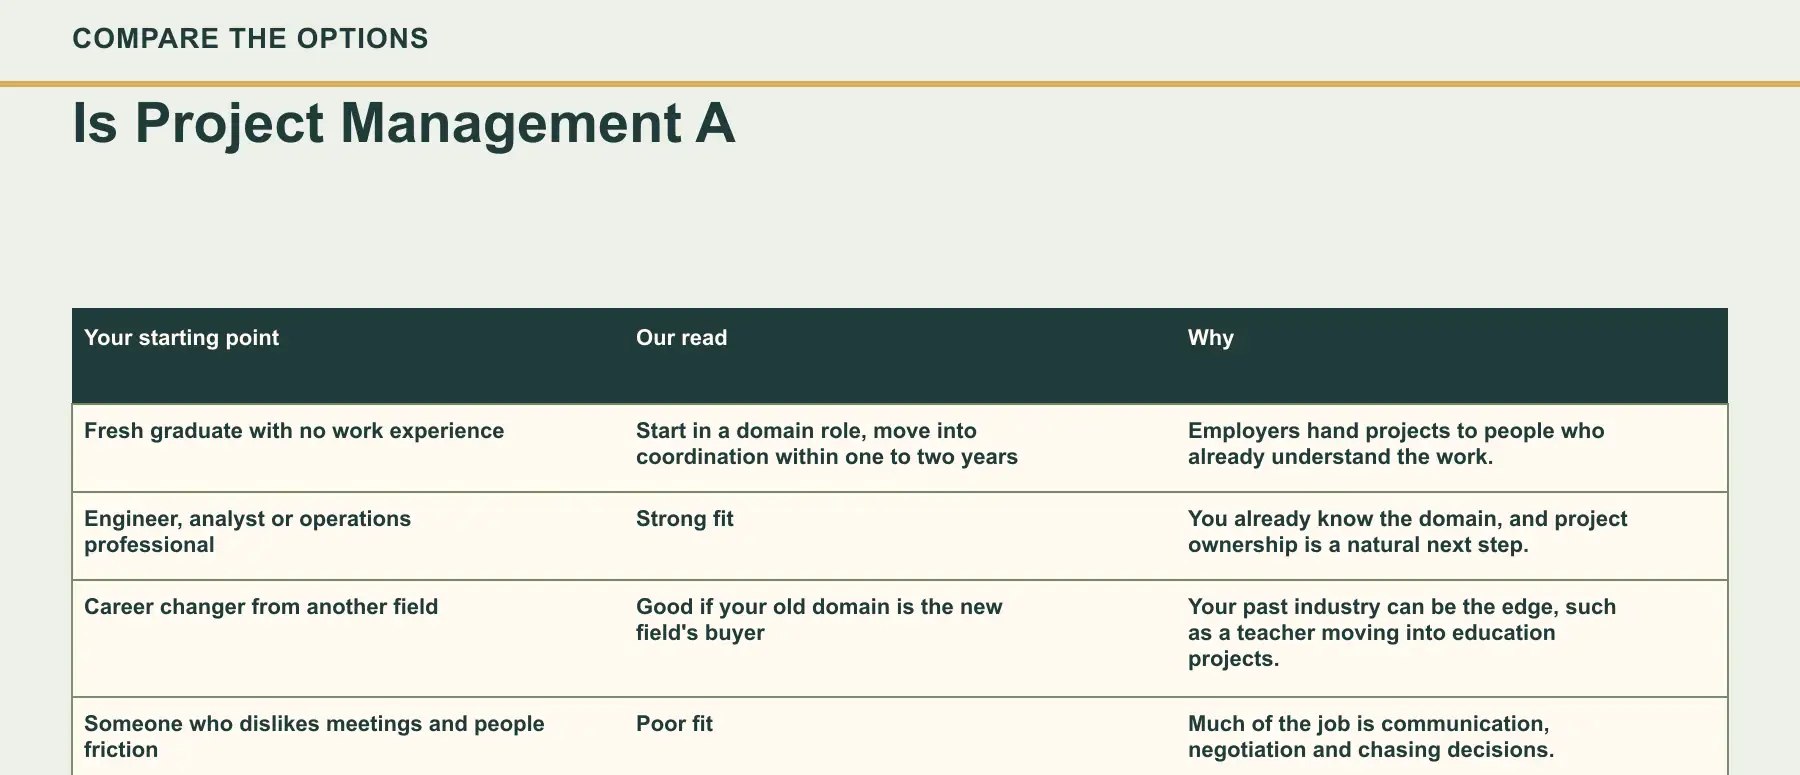 COMPARE THE OPTIONS
Is Project Management A
Your starting point
Our read
Why
Fresh graduate with no work experience
Start in a domain role, move into
coordination within one to two years
Employers hand projects to people who
already understand the work.
Engineer, analyst or operations
professional
Strong fit
You already know the domain, and project
ownership is a natural next step.
Career changer from another field
Good if your old domain is the new
field's buyer
Your past industry can be the edge, such
as a teacher moving into education
projects.
Someone who dislikes meetings and people
friction
Poor fit
Much of the job is communication,
negotiation and chasing decisions.